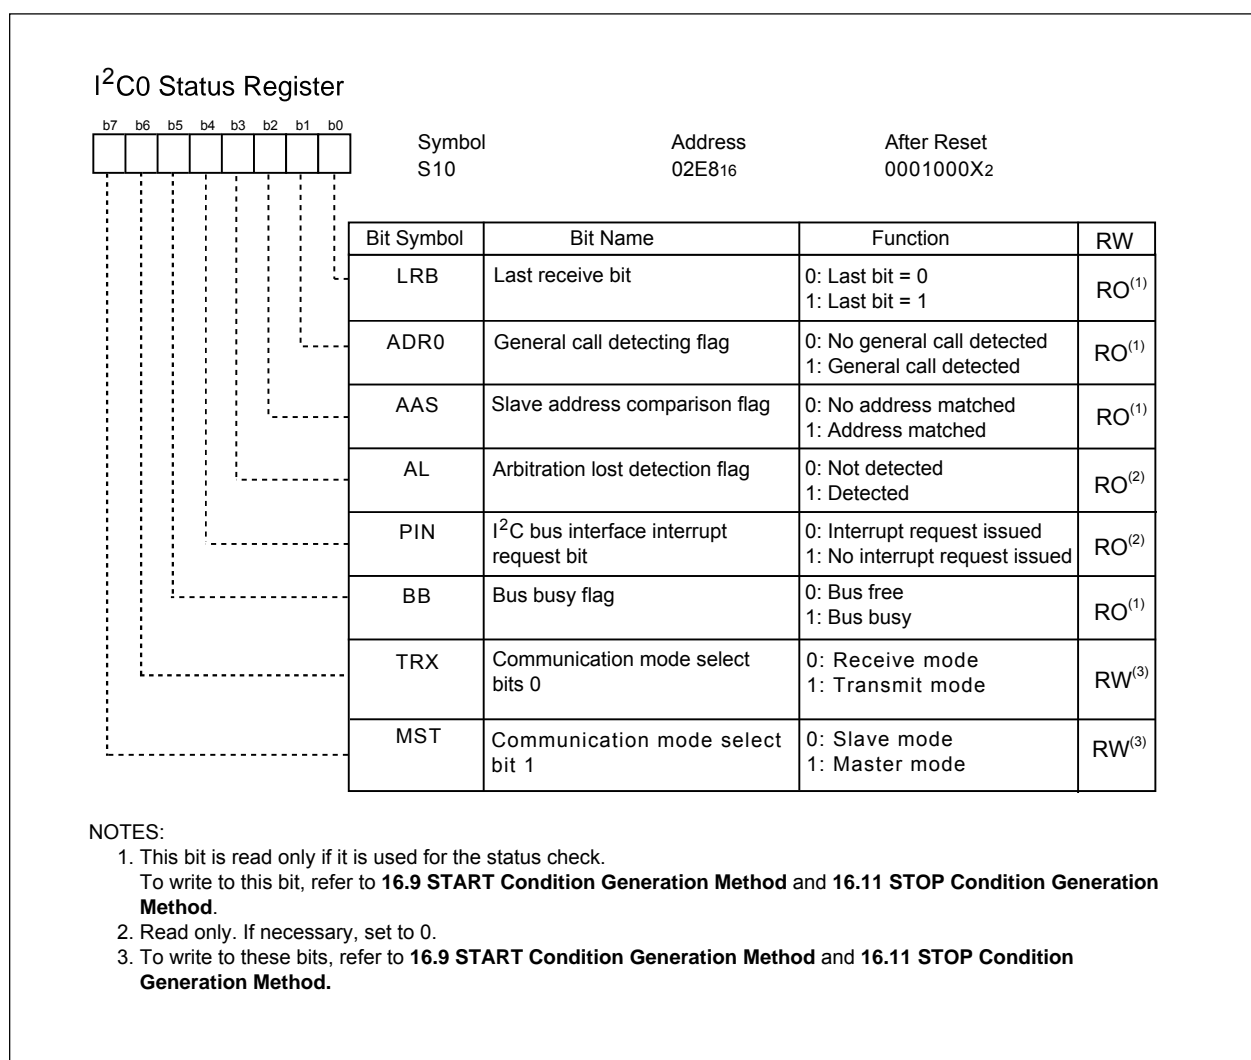 I²C0 Status Register
b7 b6 b5 b4 b3 b2 b1 b0
Symbol Address After Reset
S10 02E816 0001000X2
Bit Symbol Bit Name Function RW
LRB Last receive bit 0: Last bit = 0
1: Last bit = 1 RO(1)
ADR0 General call detecting flag 0: No general call detected
1: General call detected RO(1)
AAS Slave address comparison flag 0: No address matched
1: Address matched RO(1)
AL Arbitration lost detection flag 0: Not detected
1: Detected RO(2)
PIN I²C bus interface interrupt 0: Interrupt request issued
request bit 1: No interrupt request issued RO(2)
BB Bus busy flag 0: Bus free
1: Bus busy RO(1)
TRX Communication mode select 0: Receive mode
bits 0 1: Transmit mode RW(3)
MST Communication mode select 0: Slave mode
bit 1 1: Master mode RW(3)
NOTES:
1. This bit is read only if it is used for the status check.
To write to this bit, refer to 16.9 START Condition Generation Method and 16.11 STOP Condition Generation
Method.
2. Read only. If necessary, set to 0.
3. To write to these bits, refer to 16.9 START Condition Generation Method and 16.11 STOP Condition
Generation Method.